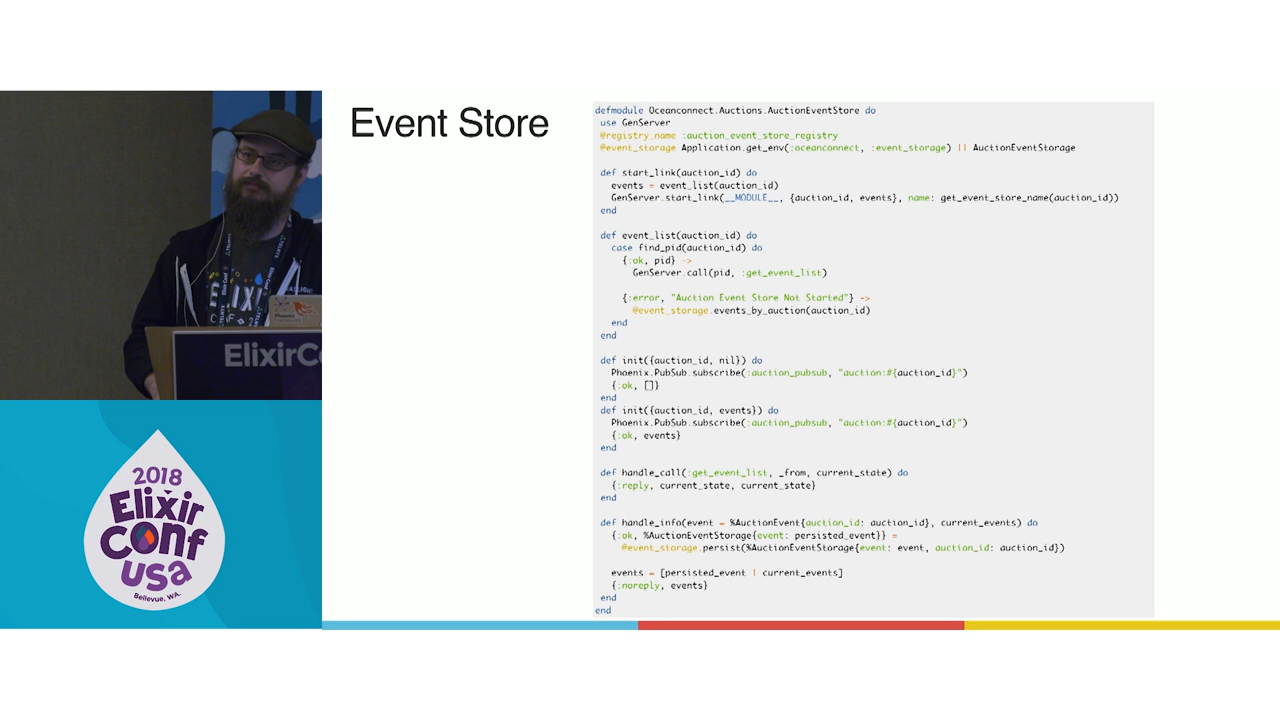 Event Store
defmodule Oceanconnect.Auctions.AuctionEventStore do
use GenServer
@registry_name :auction_event_store_registry
@event_storage Application.get_env(:oceanconnect, :event_storage) || AuctionEventStorage
def start_link(auction_id) do
events = event_list(auction_id)
GenServer.start_link(__MODULE__, {auction_id, events}, name: get_event_store_name(auction_id))
end
def event_list(auction_id) do
case find_pid(auction_id) do
{:ok, pid} ->
GenServer.call(pid, :get_event_list)
{:error, "Auction Event Store Not Started"} ->
@event_storage.events_by_auction(auction_id)
end
end
def init({auction_id, nil}) do
Phoenix.PubSub.subscribe(:auction_pubsub, "auction:#{auction_id}")
{:ok, []}
end
def init({auction_id, events}) do
Phoenix.PubSub.subscribe(:auction_pubsub, "auction:#{auction_id}")
{:ok, events}
end
def handle_call(:get_event_list, _from, current_state) do
{:reply, current_state, current_state}
end
def handle_info(event = %AuctionEvent{auction_id: auction_id}, current_events) do
{:ok, %AuctionEventStorage{event: persisted_event}} =
@event_storage.persist(%AuctionEventStorage{event: event, auction_id: auction_id})
events = [persisted_event | current_events]
{:noreply, events}
end
end
ElixirC
2018
Elixir
Conf
USA
Bellevue, WA.